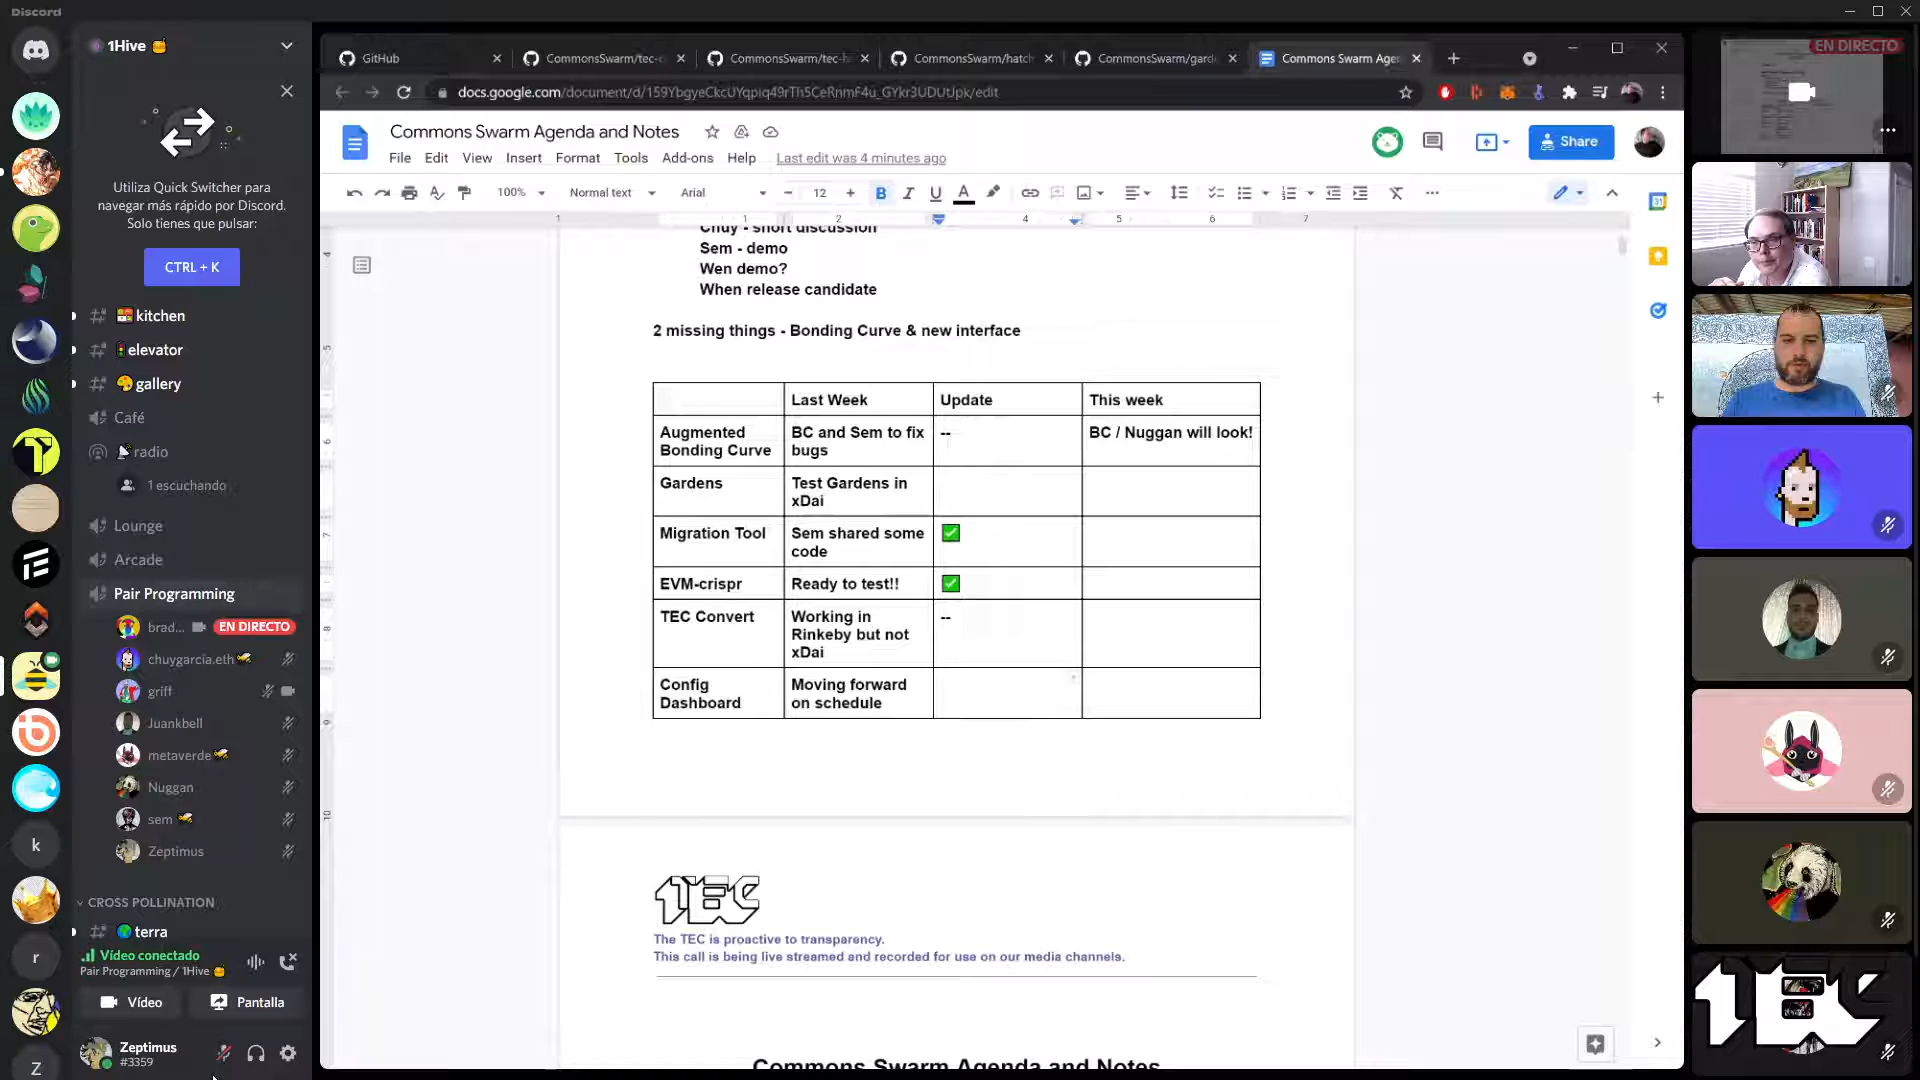 Discord
1Hive
Utiliza Quick Switcher para
navegar más rápido por Discord.
Solo tienes que pulsar:
CTRL + K
kitchen
elevator
gallery
Café
radio
1 escuchando
Lounge
Arcade
Pair Programming
brad... EN DIRECTO
chuygarcia.eth
griff
Juankbell
metaverde
Nuggan
sem
Zeptimus
CROSS POLLINATION
terra
Vídeo conectado
Pair Programming / 1Hive
Vídeo
Pantalla
Zeptimus
#3359
k
r
Z
GitHub
CommonsSwarm/tec-c
CommonsSwarm/tec-h
CommonsSwarm/hatch
CommonsSwarm/gard
Commons Swarm Agen
docs.google.com/document/d/159YbgyeCkcUYqpiq49rTh5CeRnmF4u_GYkr3UDUtJpk/edit
Commons Swarm Agenda and Notes
File Edit View Insert Format Tools Add-ons Help Last edit was 4 minutes ago
Share
100% Normal text Arial 12
Chuy - short discussion
Sem - demo
Wen demo?
When release candidate
2 missing things - Bonding Curve & new interface
Last Week Update This week
Augmented Bonding Curve
BC and Sem to fix bugs
--
BC / Nuggan will look!
Gardens
Test Gardens in xDai
Migration Tool
Sem shared some code
✅
EVM-crispr
Ready to test!!
✅
TEC Convert
Working in Rinkeby but not xDai
--
Config Dashboard
Moving forward on schedule
TEC
The TEC is proactive to transparency.
This call is being live streamed and recorded for use on our media channels.
Commons Swarm Agenda and Notes
EN DIRECTO
TEC